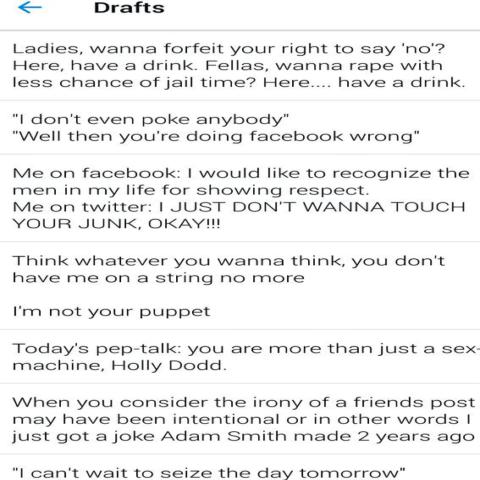 Drafts
Ladies, wanna forfeit your right to say 'no'?
Here, have a drink. Fellas, wanna rape with
less chance of jail time? Here.... have a drink.
"I don't even poke anybody"
"Well then you're doing facebook wrong"
Me on facebook: I would like to recognize the
men in my life for showing respect.
Me on twitter: I JUST DON'T WANNA TOUCH
YOUR JUNK, OKAY!!!
Think whatever you wanna think, you don't
have me on a string no more
I'm not your puppet
Today's pep-talk: you are more than just a sex-
machine, Holly Dodd.
When you consider the irony of a friends post
may have been intentional or in other words I
just got a joke Adam Smith made 2 years ago
"I can't wait to seize the day tomorrow"